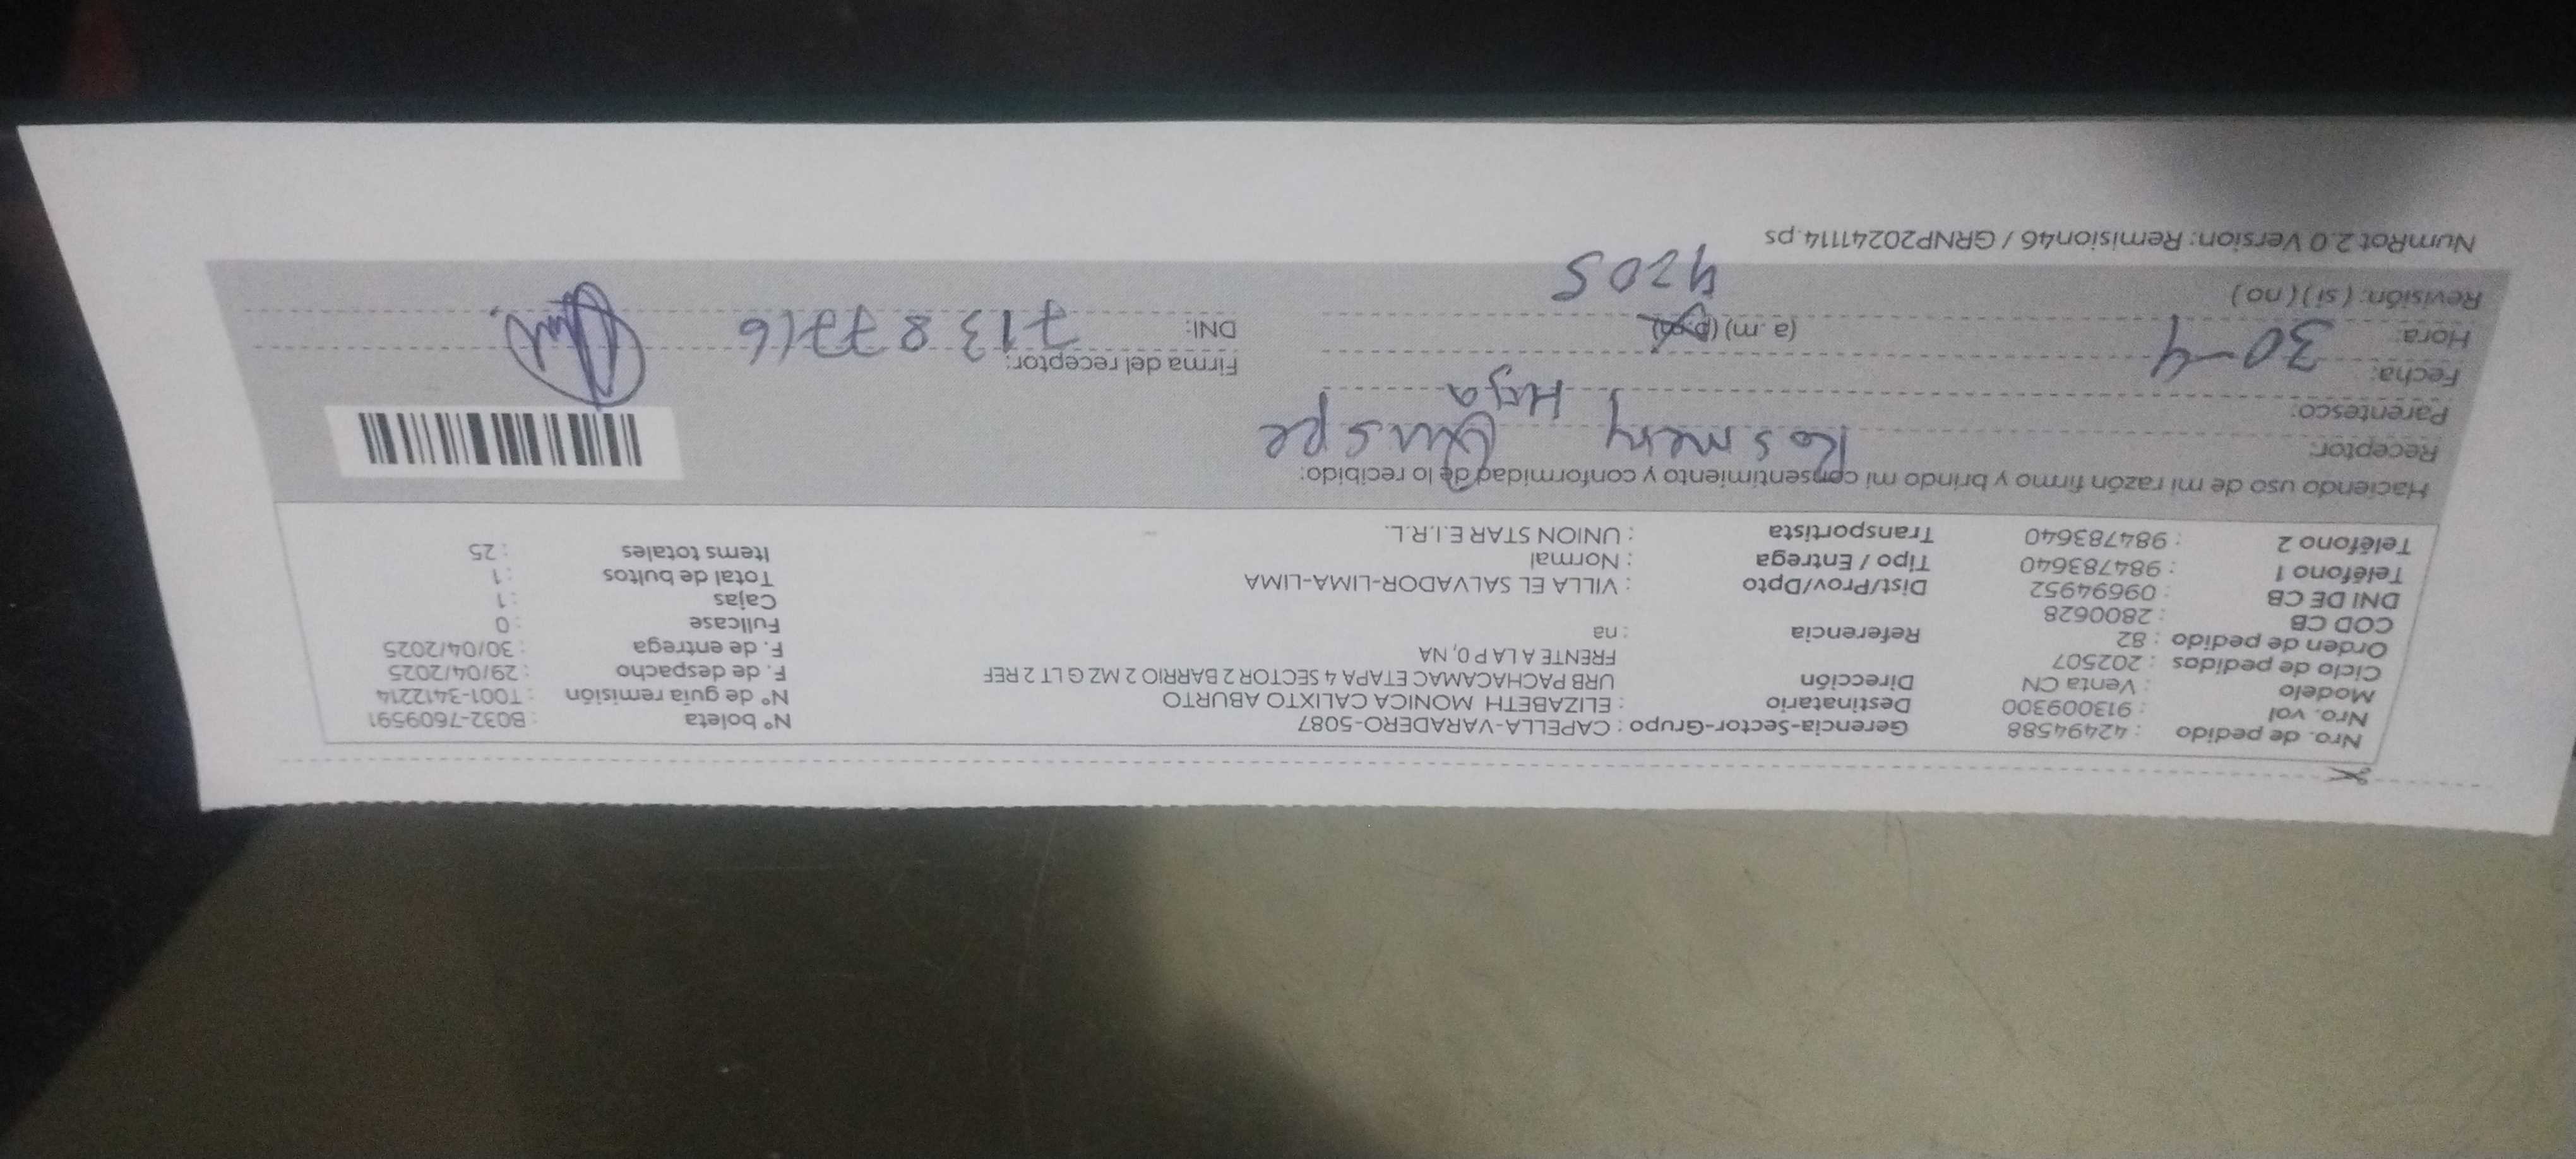 Nro. de pedido : 42494588 Gerencia-Sector-Grupo : CAPELLA-VARADERO-5087 Nº boleta : B032-7609591
Nro. vol : 913009300 Destinatario : ELIZABETH MONICA CALIXTO ABURTO Nº de guía remisión : T001-3412214
Modelo : Venta CN Dirección URB PACHACAMAC ETAPA 4 SECTOR 2 BARRIO 2 MZ G LT 2 REF F. de despacho : 29/04/2025
Ciclo de pedidos : 202507 FRENTE A LA P 0, NA F. de entrega : 30/04/2025
Orden de pedido : 82 Referencia : na Fullcase : 0
COD CB : 2800628 Cajas : 1
DNI DE CB : 09694952 Dist/Prov/Dpto : VILLA EL SALVADOR-LIMA-LIMA Total de bultos : 1
Teléfono 1 : 984783640 Tipo / Entrega : Normal Items totales : 25
Teléfono 2 : 984783640 Transportista : UNION STAR E.I.R.L.
Haciendo uso de mi razón firmo y brindo mi consentimiento y conformidad de lo recibido:
Receptor: Rosmery Quispe
Parentesco: Hija
Fecha: 30-4 Firma del receptor:
Hora: (a .m) (p.m) DNI: 713877
Revisión: ( si ) ( no ) 4205
NumRot 2.0 Version: Remision46 / GRNP20241114.ps